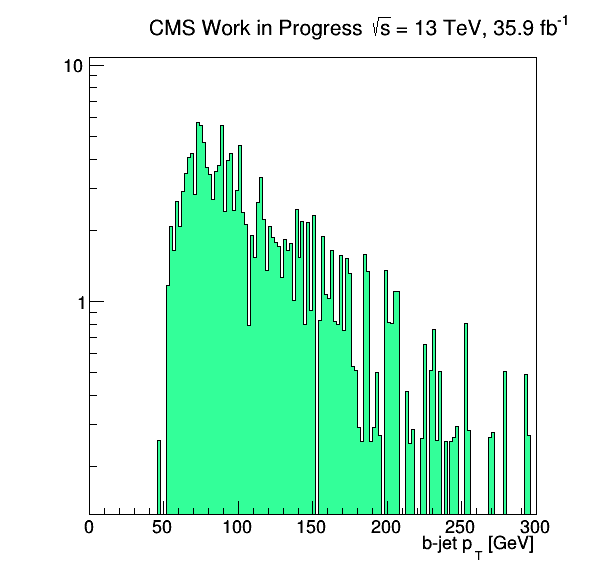 CMS Work in Progress √s = 13 TeV, 35.9 fb⁻¹
10
1
0 50 100 150 200 250 300
b-jet p_T [GeV]